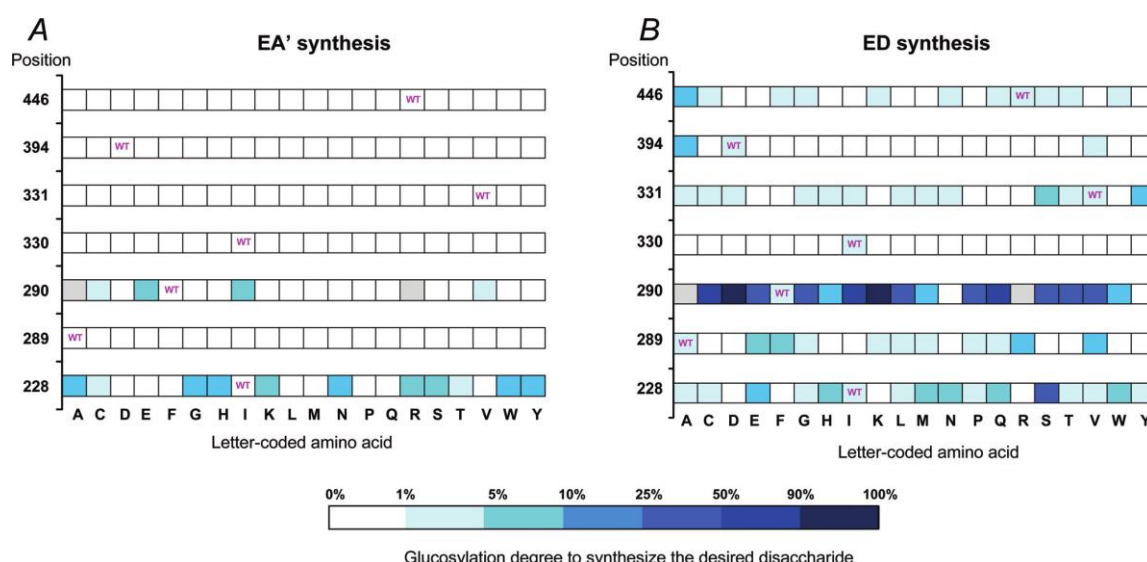 A
EA’ synthesis
Position
446 WT
394 WT
331 WT
330 WT
290 WT
289 WT
228 WT
A C D E F G H I K L M N P Q R S T V W Y
Letter-coded amino acid
B
ED synthesis
Position
446 WT
394 WT
331 WT
330 WT
290 WT
289 WT
228 WT
A C D E F G H I K L M N P Q R S T V W Y
Letter-coded amino acid
0% 1% 5% 10% 25% 50% 90% 100%
Glucosylation degree to synthesize the desired disaccharide